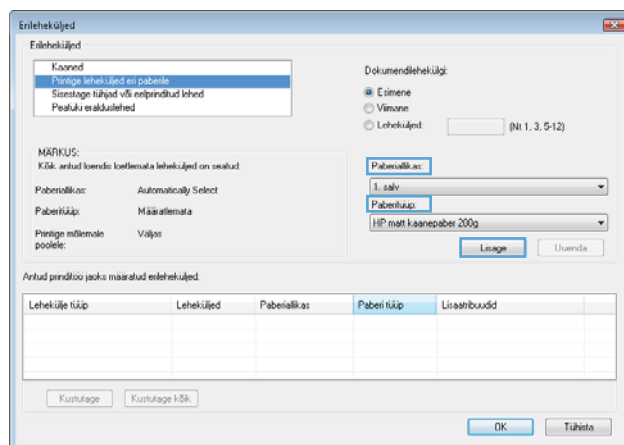 Erileheküljed
Erileheküljed
Kaaned
Printige leheküljed eri paberile
Sisestage tühjad või eelprinditud lehed
Peatüki eralduslehed
Dokumendilehekülgi:
Esimene
Viimane
Leheküljed:
(Nt 1, 3, 5-12)
MÄRKUS:
Kõik antud loendis loetlemata leheküljed on seatud:
Paberiallikas: Automatically Select
Paberitüüp: Määratlemata
Printige mõlemale poolele: Väljas
Paberiallikas:
1. salv
Paberitüüp:
HP matt kaanepaber 200g
Lisage
Uuenda
Antud prinditöö jaoks määratud erileheküljed:
Lehekülje tüüp Leheküljed Paberiallikas Paberi tüüp Lisaatribuudid
Kustutage Kustutage kõik
OK Tühista